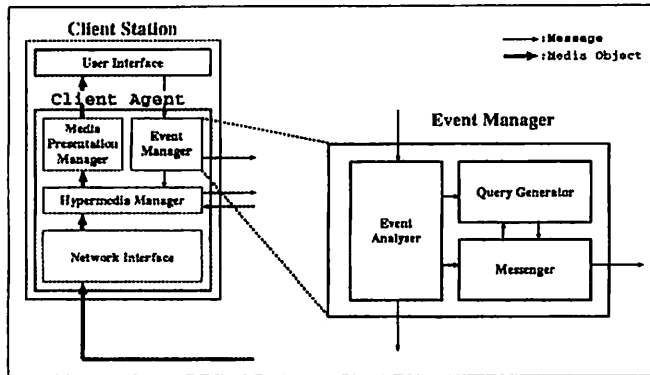 Client Station
User Interface
Client Agent
Media
Presentation
Manager
Event
Manager
Hypermedia Manager
Network Interface
:Message
:Media Object
Event Manager
Event
Analyser
Query Generator
Messenger